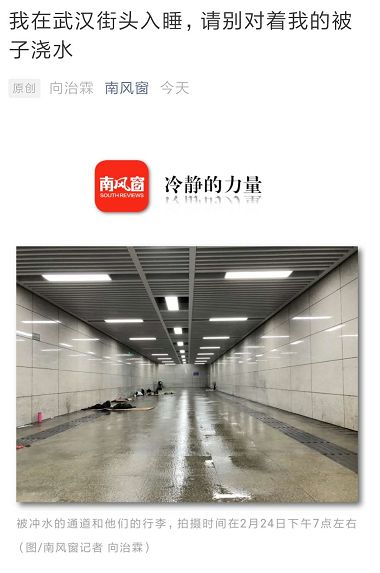 我在武汉街头入睡，请别对着我的被
子浇水
原创 向治霖 南风窗 今天
南风窗 冷静的力量
SOUTH REVIEWS
被冲水的通道和他们的行李，拍摄时间在2月24日下午7点左右
（图/南风窗记者 向治霖）